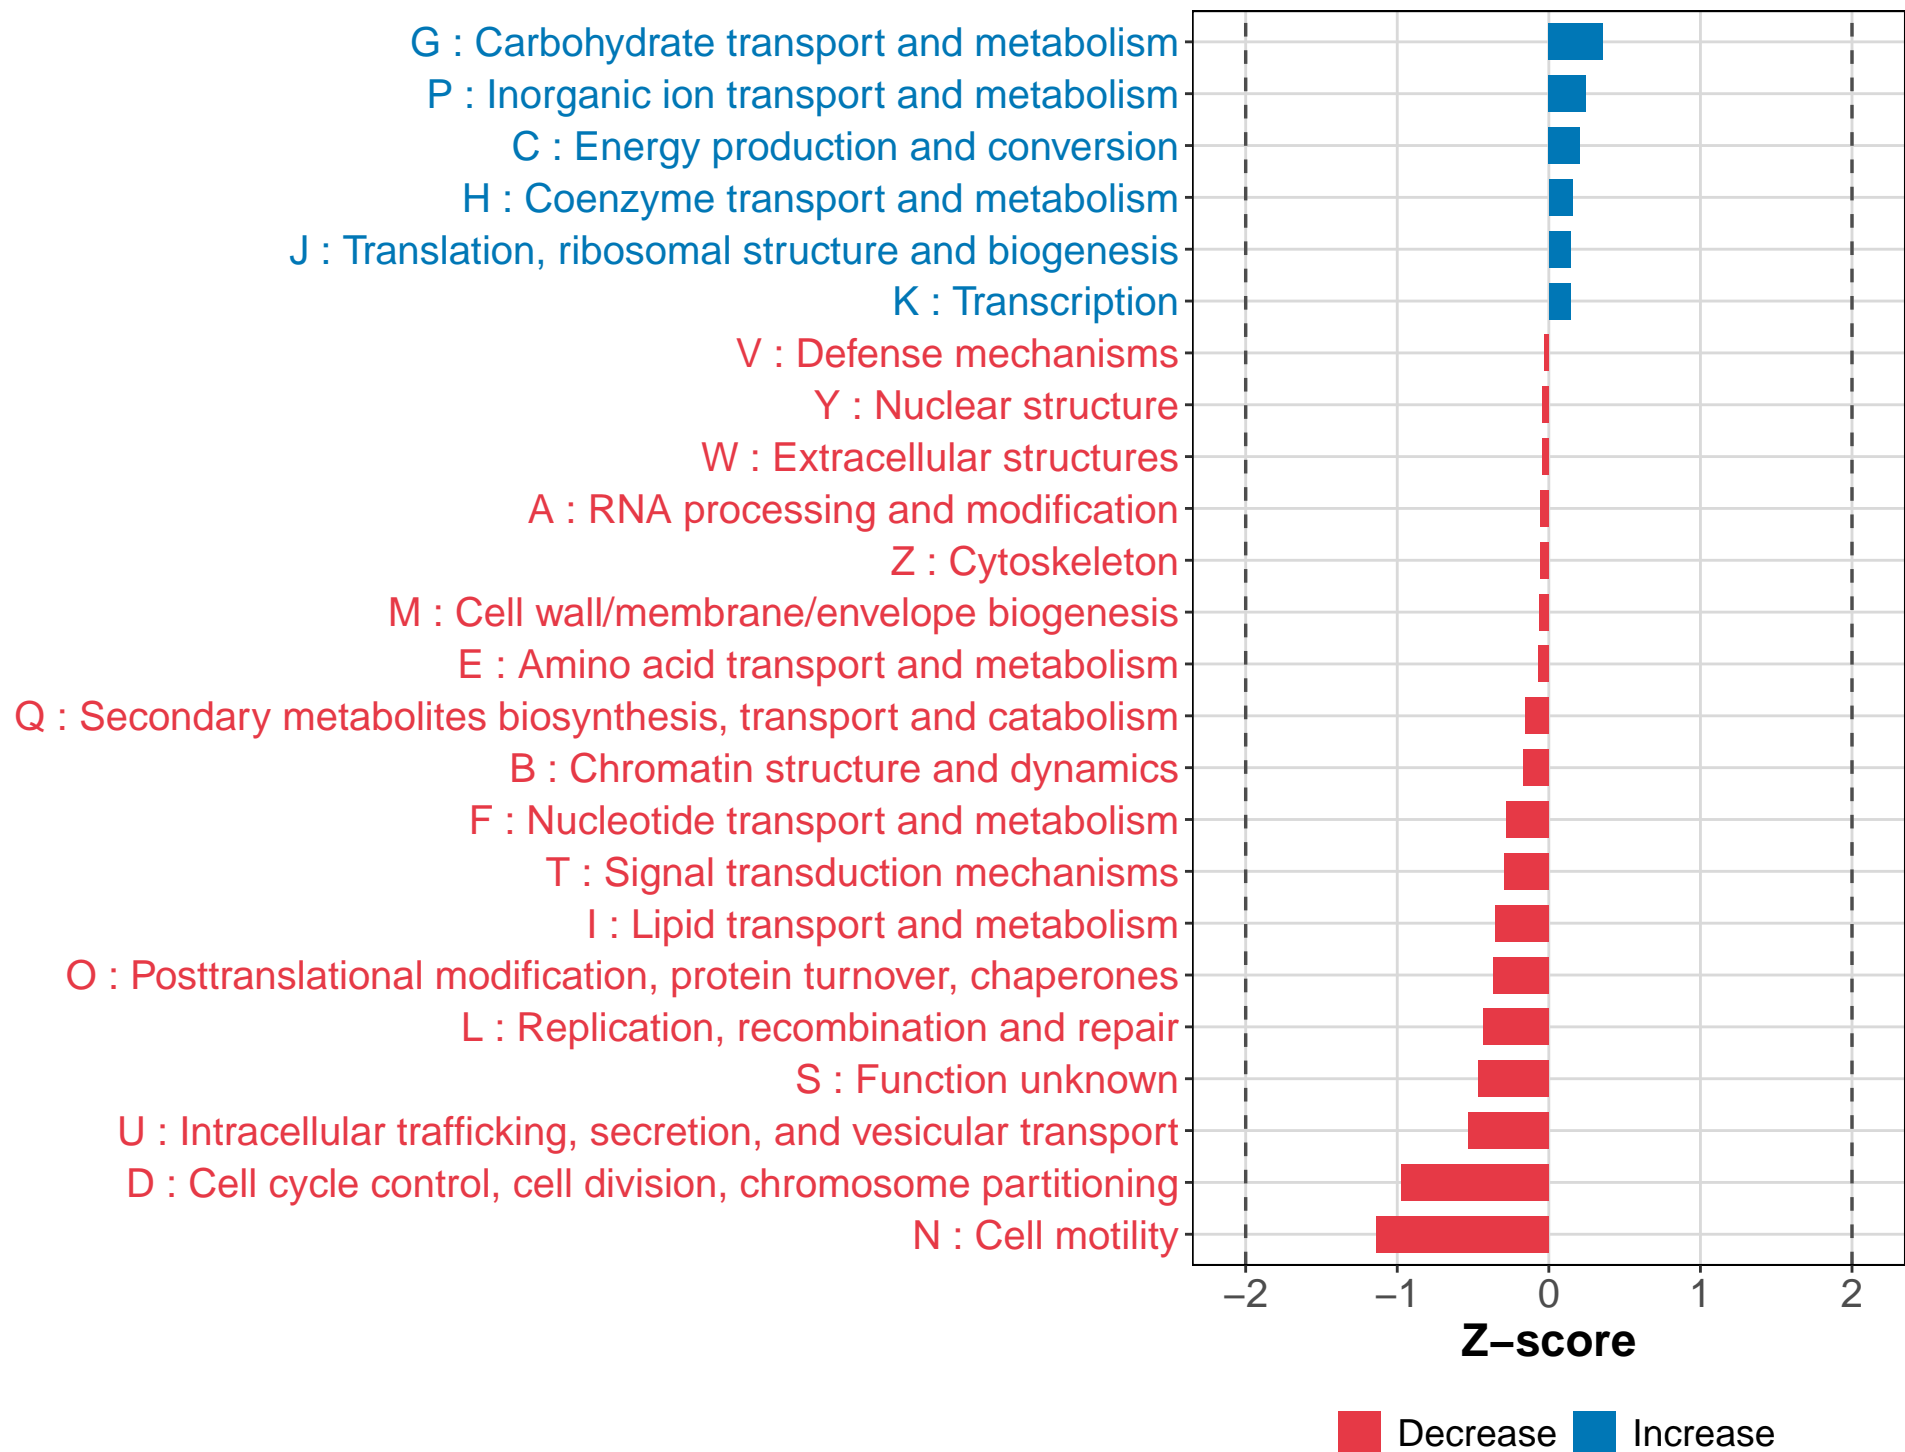 G : Carbohydrate transport and metabolism
P : Inorganic ion transport and metabolism
C : Energy production and conversion
H : Coenzyme transport and metabolism
J : Translation, ribosomal structure and biogenesis
K : Transcription
V : Defense mechanisms
Y : Nuclear structure
W : Extracellular structures
A : RNA processing and modification
Z : Cytoskeleton
M : Cell wall/membrane/envelope biogenesis
E : Amino acid transport and metabolism
Q : Secondary metabolites biosynthesis, transport and catabolism
B : Chromatin structure and dynamics
F : Nucleotide transport and metabolism
T : Signal transduction mechanisms
I : Lipid transport and metabolism
O : Posttranslational modification, protein turnover, chaperones
L : Replication, recombination and repair
S : Function unknown
U : Intracellular trafficking, secretion, and vesicular transport
D : Cell cycle control, cell division, chromosome partitioning
N : Cell motility
−2 −1 0 1 2
Z−score
Decrease Increase